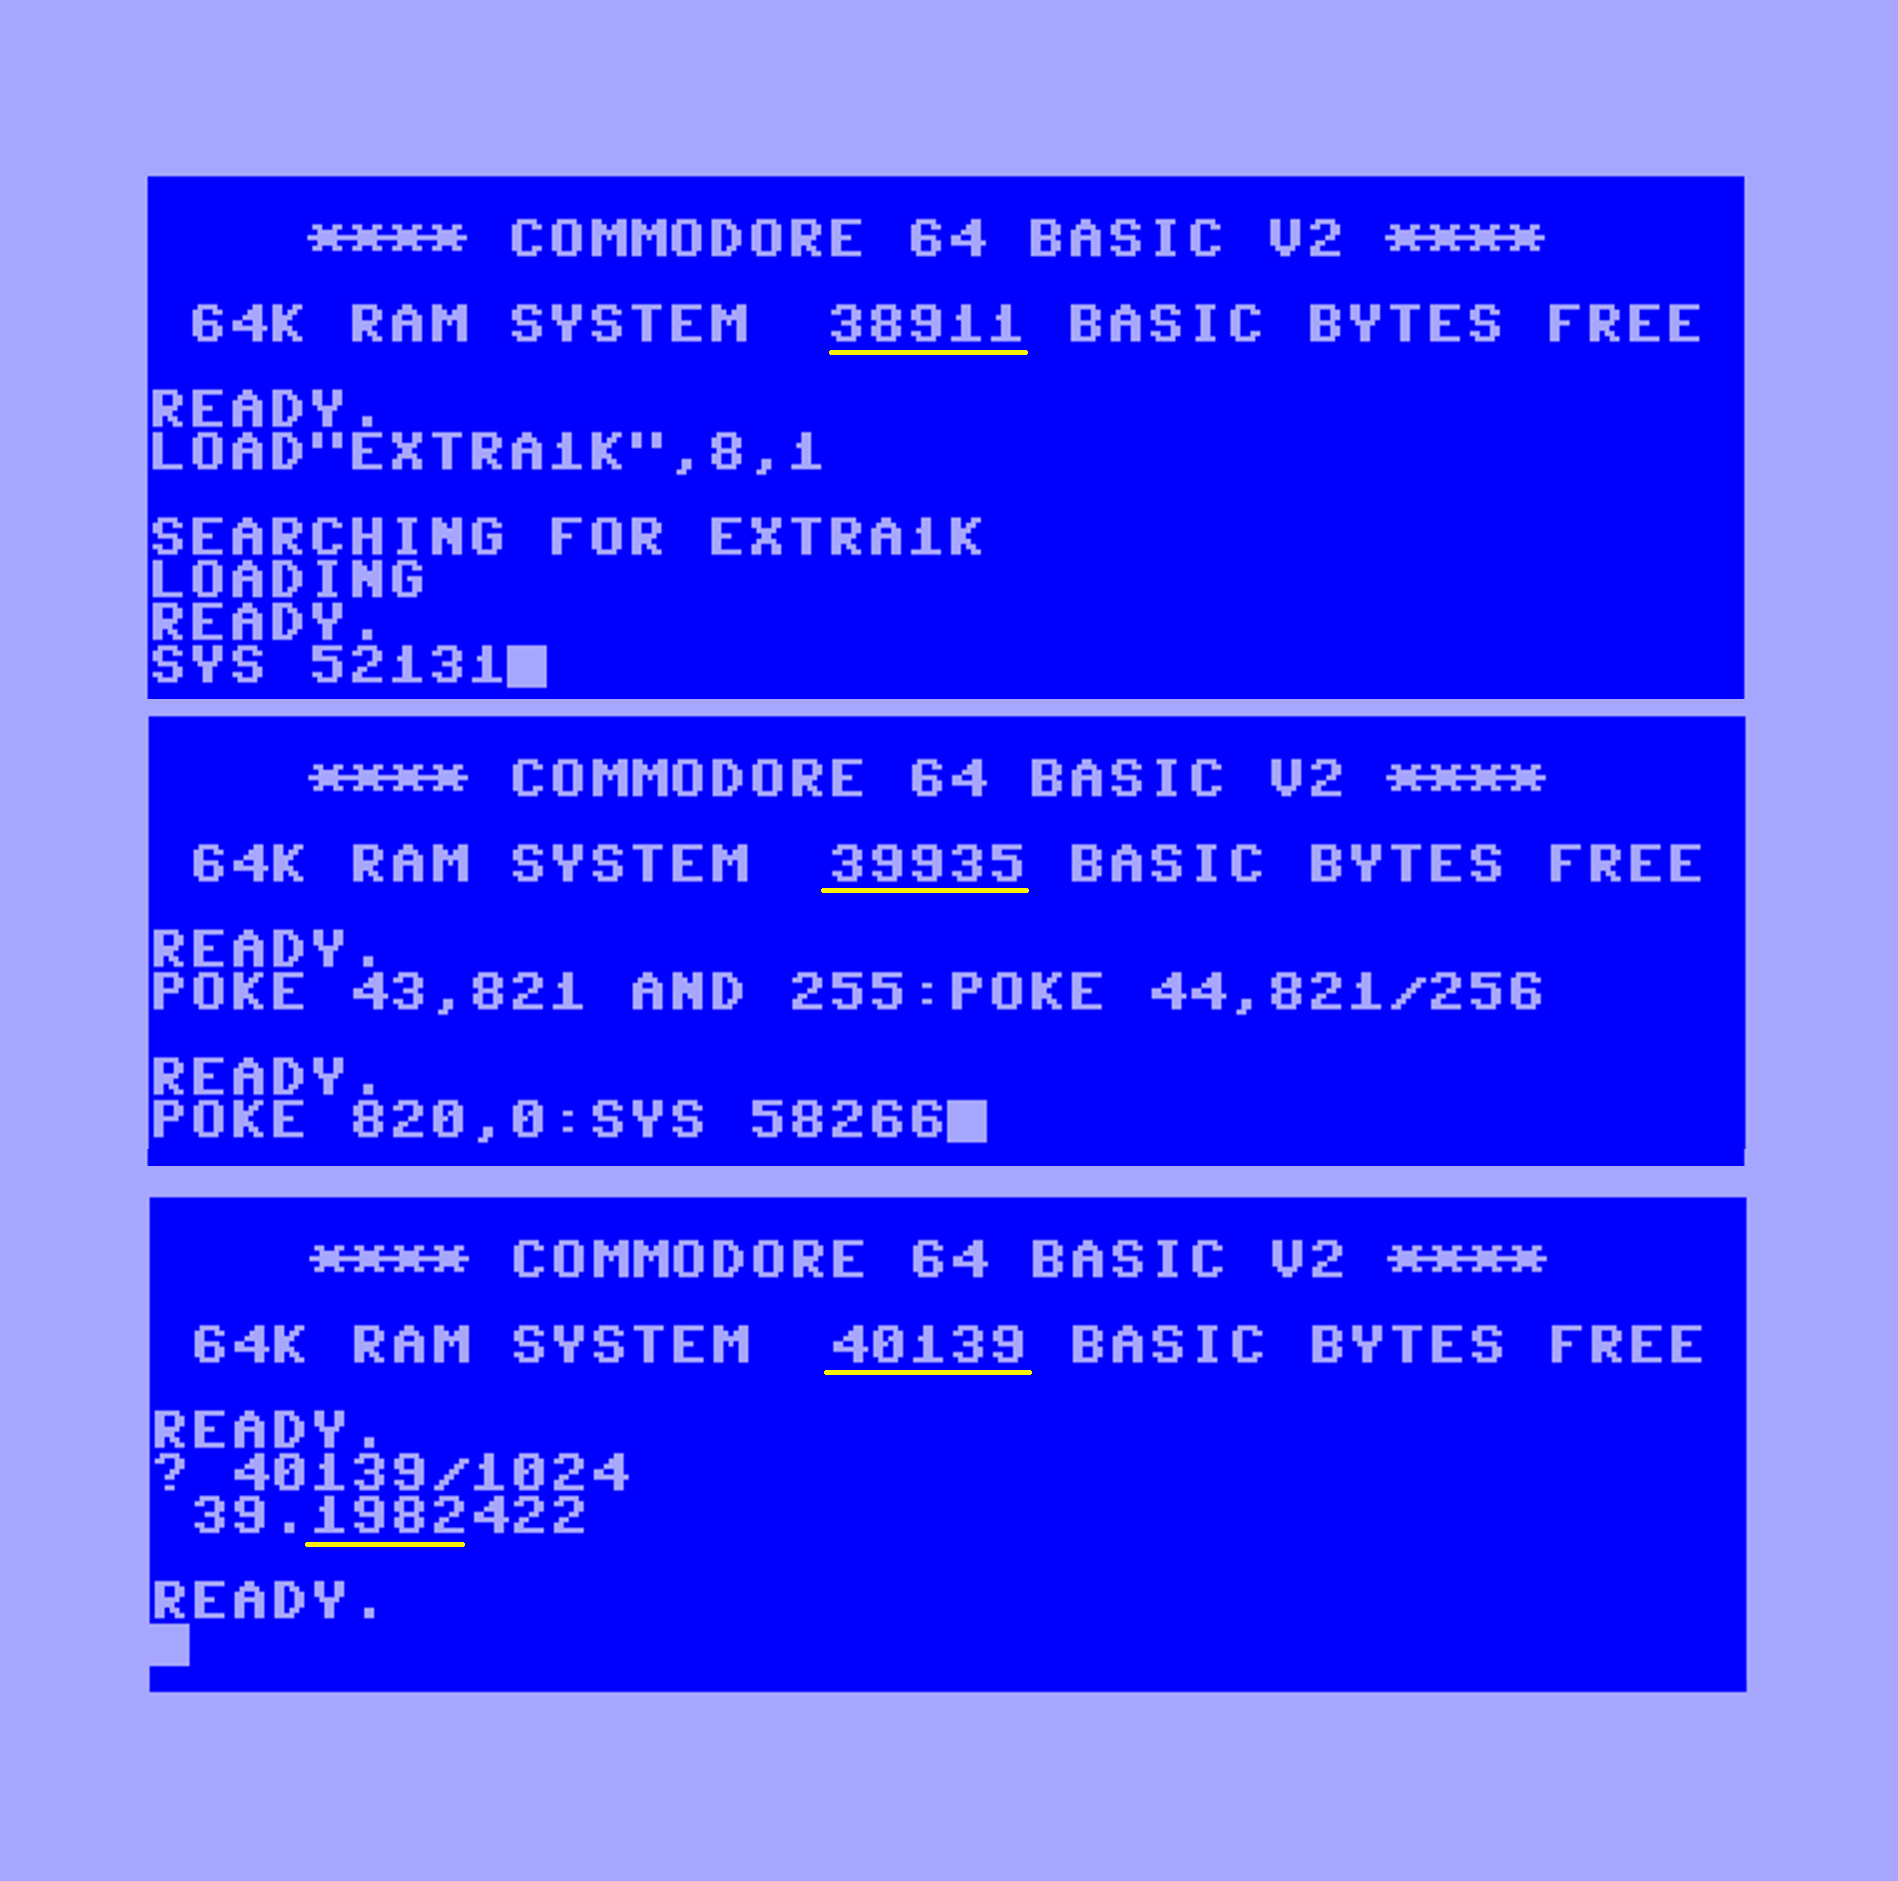 **** COMMODORE 64 BASIC V2 ****
64K RAM SYSTEM  38911 BASIC BYTES FREE
READY.
LOAD"EXTRA1K",8,1
SEARCHING FOR EXTRA1K
LOADING
READY.
SYS 52131
**** COMMODORE 64 BASIC V2 ****
64K RAM SYSTEM  39935 BASIC BYTES FREE
READY.
POKE 43,821 AND 255:POKE 44,821/256
READY.
POKE 820,0:SYS 58266
**** COMMODORE 64 BASIC V2 ****
64K RAM SYSTEM  40139 BASIC BYTES FREE
READY.
? 40139/1024
39.1982422
READY.